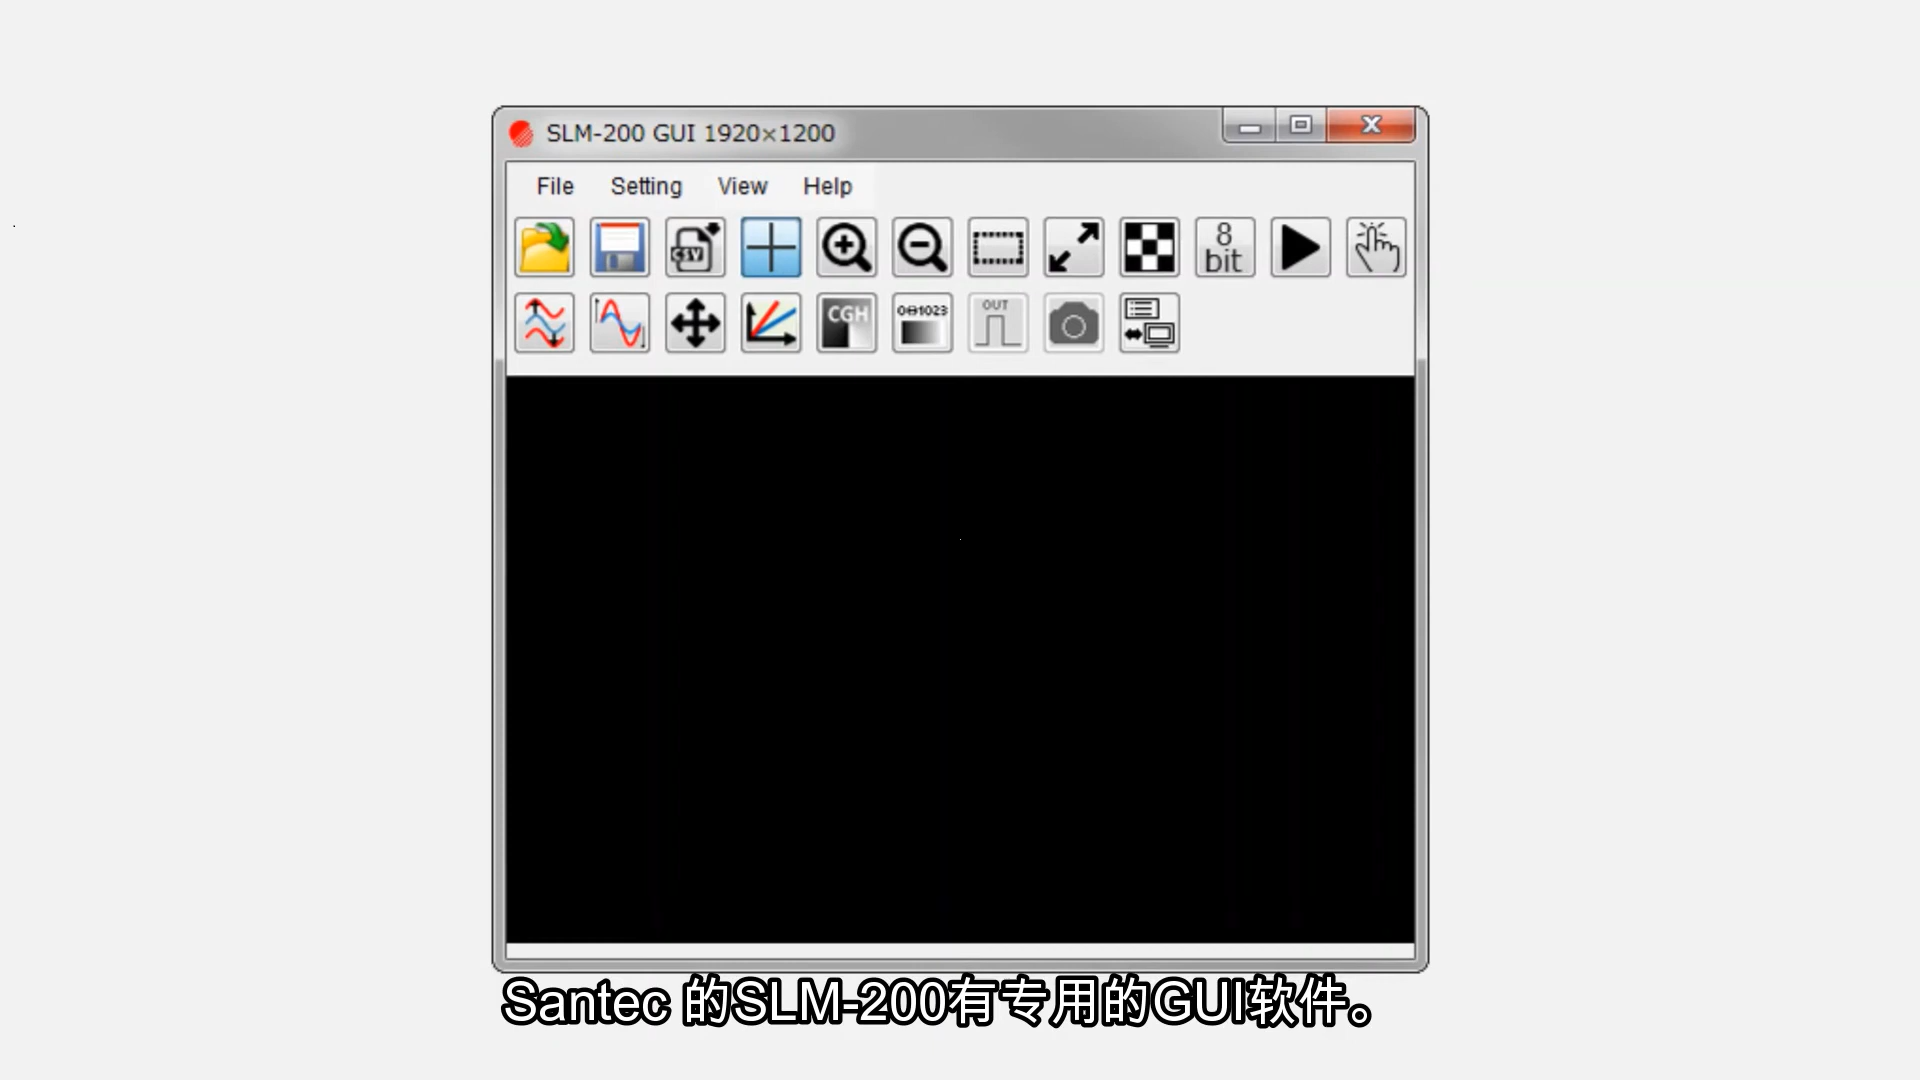 SLM-200 GUI 1920×1200
File Setting View Help
CSV
8
bit
CGH
0⇔1023
OUT
Santec 的SLM-200有专用的GUI软件。